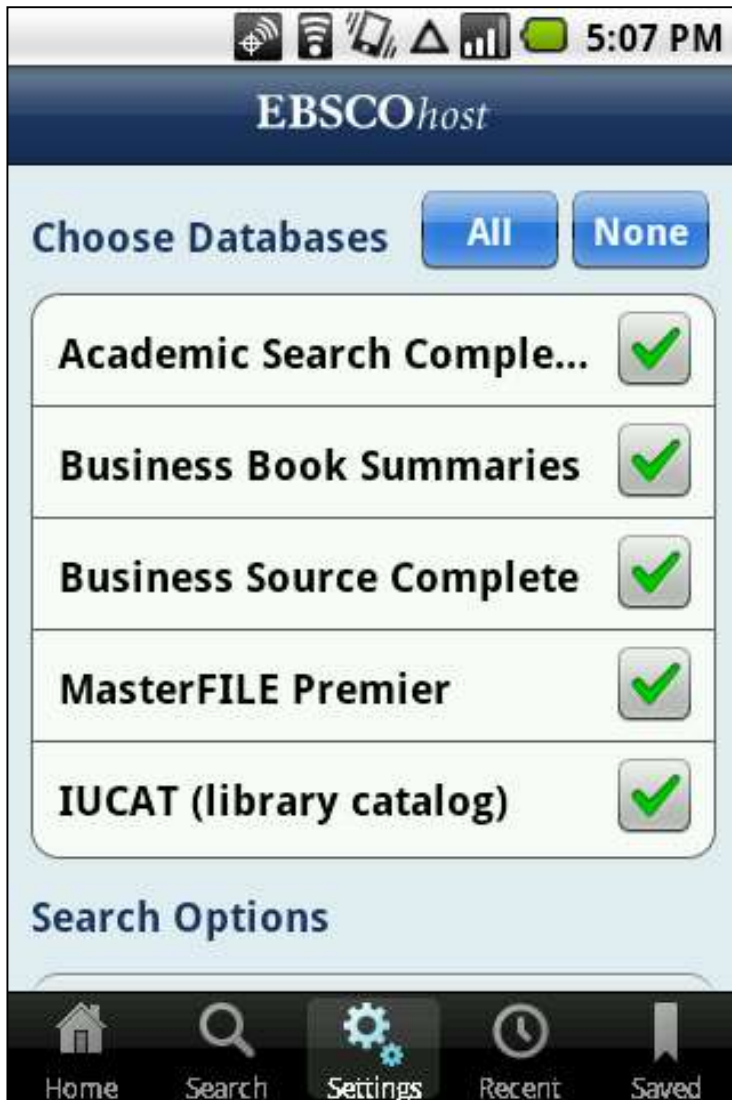 5:07 PM
EBSCOhost
Choose Databases All None
Academic Search Comple...
Business Book Summaries
Business Source Complete
MasterFILE Premier
IUCAT (library catalog)
Search Options
Home Search Settings Recent Saved